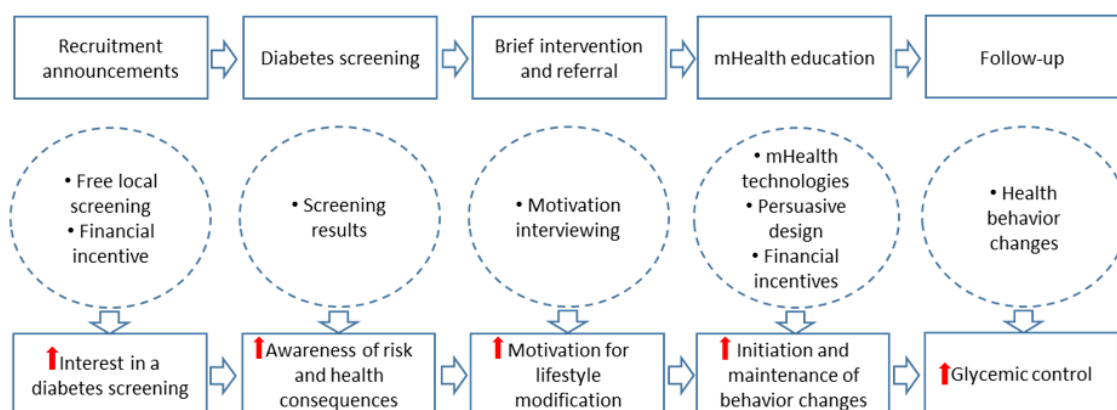 Recruitment
announcements
Diabetes screening
Brief intervention
and referral
mHealth education
Follow-up
• Free local
screening
• Financial
incentive
• Screening
results
• Motivation
interviewing
• mHealth
technologies
• Persuasive
design
• Financial
incentives
• Health
behavior
changes
Interest in a
diabetes screening
Awareness of risk
and health
consequences
Motivation for
lifestyle
modification
Initiation and
maintenance of
behavior changes
Glycemic control